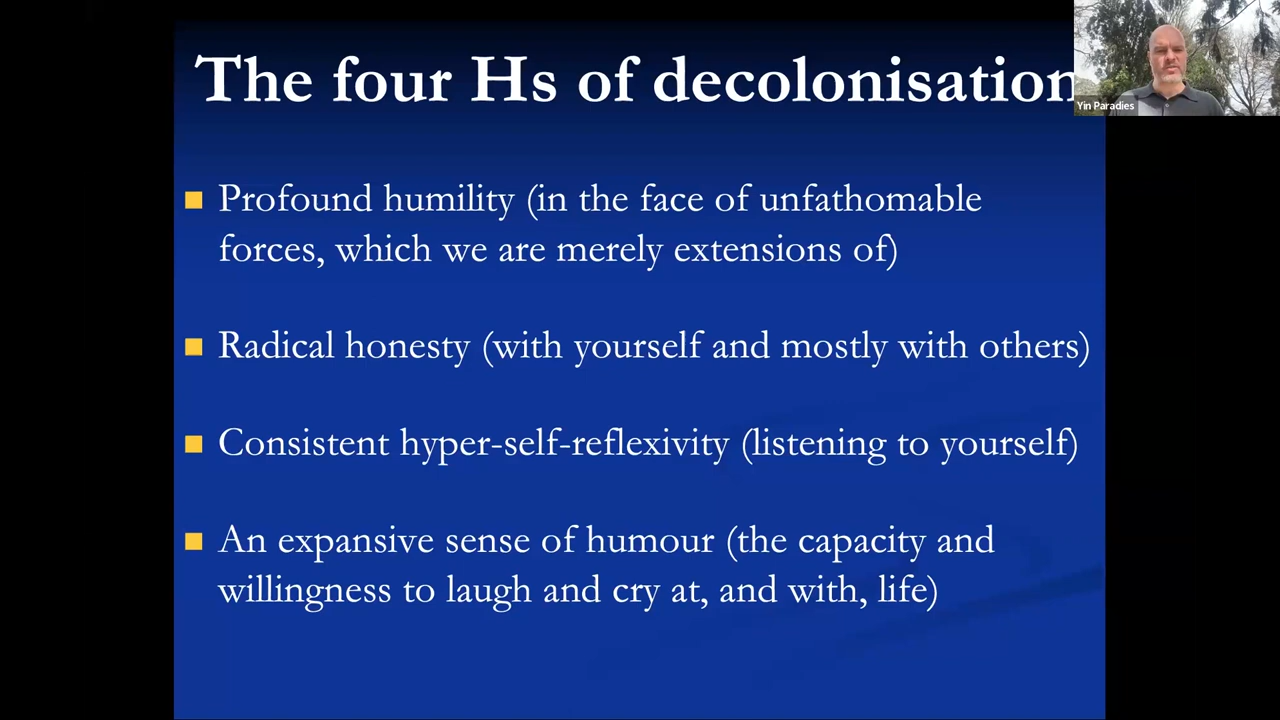 The four Hs of decolonisation
Yin Paradies
Profound humility (in the face of unfathomable
forces, which we are merely extensions of)
Radical honesty (with yourself and mostly with others)
Consistent hyper-self-reflexivity (listening to yourself)
An expansive sense of humour (the capacity and
willingness to laugh and cry at, and with, life)